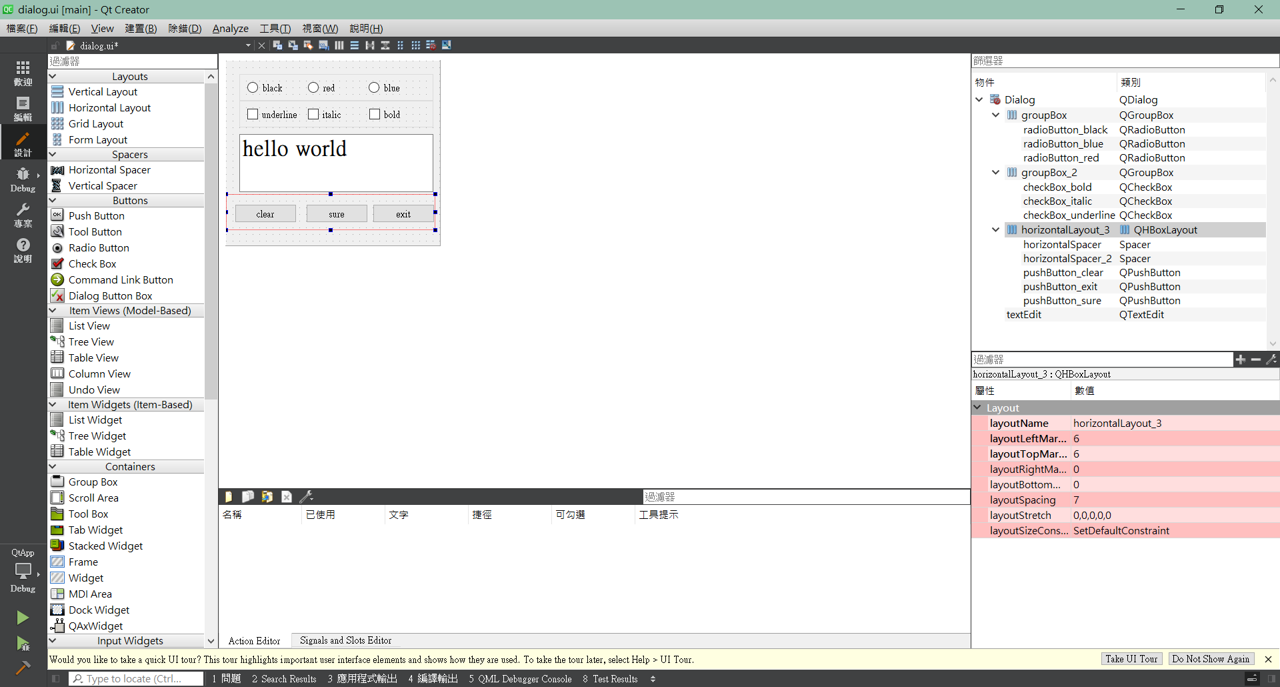 dialog.ui [main] - Qt Creator
檔案(F) 編輯(E) View 建置(B) 除錯(D) Analyze 工具(T) 視窗(W) 說明(H)
dialog.ui*
歡迎
編輯
設計
Debug
專案
說明
QtApp
Debug
過濾器
Layouts
Vertical Layout
Horizontal Layout
Grid Layout
Form Layout
Spacers
Horizontal Spacer
Vertical Spacer
Buttons
Push Button
Tool Button
Radio Button
Check Box
Command Link Button
Dialog Button Box
Item Views (Model-Based)
List View
Tree View
Table View
Column View
Undo View
Item Widgets (Item-Based)
List Widget
Tree Widget
Table Widget
Containers
Group Box
Scroll Area
Tool Box
Tab Widget
Stacked Widget
Frame
Widget
MDI Area
Dock Widget
QAxWidget
Input Widgets
black red blue
underline italic bold
hello world
clear sure exit
過濾器
名稱 已使用 文字 捷徑 可勾選 工具提示
Action Editor Signals and Slots Editor
篩選器
物件 類別
Dialog QDialog
groupBox QGroupBox
radioButton_black QRadioButton
radioButton_blue QRadioButton
radioButton_red QRadioButton
groupBox_2 QGroupBox
checkBox_bold QCheckBox
checkBox_italic QCheckBox
checkBox_underline QCheckBox
horizontalLayout_3 QHBoxLayout
horizontalSpacer Spacer
horizontalSpacer_2 Spacer
pushButton_clear QPushButton
pushButton_exit QPushButton
pushButton_sure QPushButton
textEdit QTextEdit
過濾器
horizontalLayout_3 : QHBoxLayout
屬性 數值
Layout
layoutName horizontalLayout_3
layoutLeftMar... 6
layoutTopMar... 6
layoutRightMa... 0
layoutBottom... 0
layoutSpacing 7
layoutStretch 0,0,0,0,0
layoutSizeCons... SetDefaultConstraint
Would you like to take a quick UI tour? This tour highlights important user interface elements and shows how they are used. To take the tour later, select Help > UI Tour. Take UI Tour Do Not Show Again
Type to locate (Ctrl... 1 問題 2 Search Results 3 應用程式輸出 4 編譯輸出 5 QML Debugger Console 8 Test Results